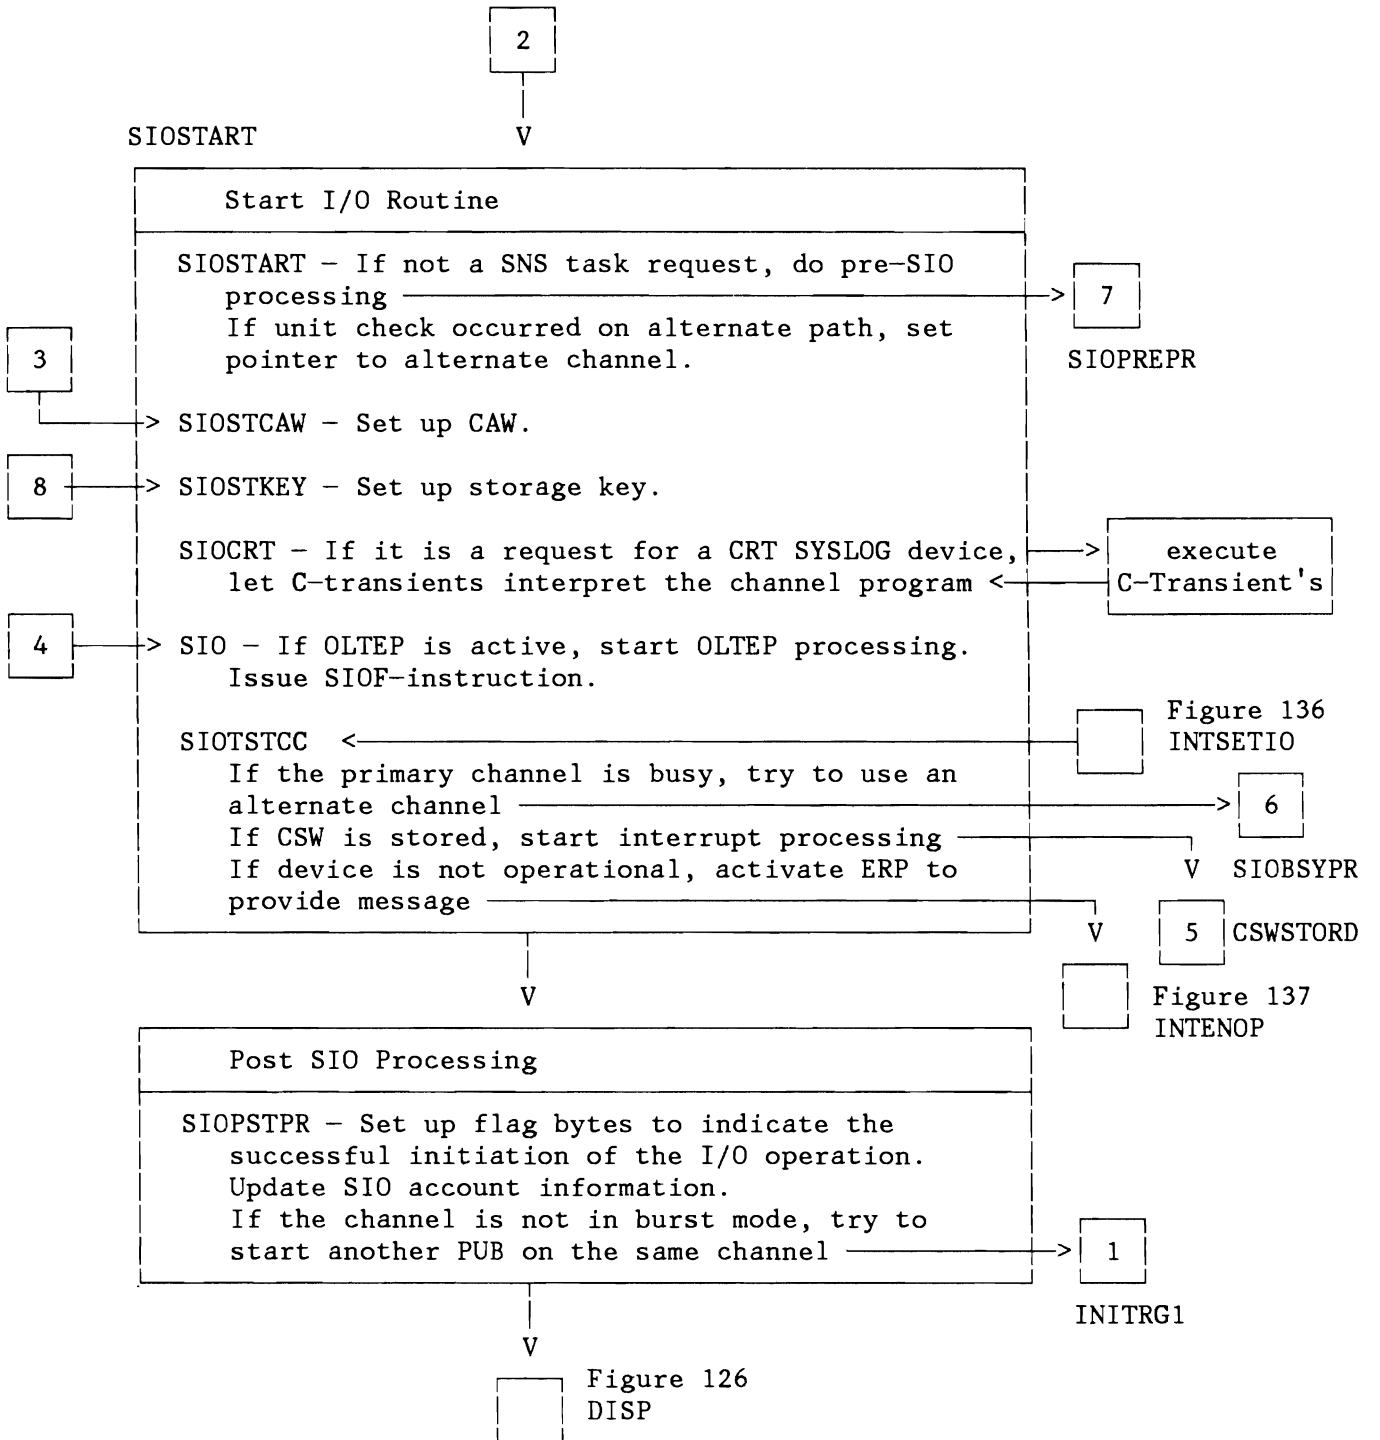 2
SIOSTART V
Start I/O Routine
SIOSTART – If not a SNS task request, do pre–SIO
processing > 7
If unit check occurred on alternate path, set
3 pointer to alternate channel. SIOPREPR
> SIOSTCAW – Set up CAW.
8 > SIOSTKEY – Set up storage key.
SIOCRT – If it is a request for a CRT SYSLOG device, > execute
let C–transients interpret the channel program < C–Transient's
4 > SIO – If OLTEP is active, start OLTEP processing.
Issue SIOF–instruction.
Figure 136
SIOTSTCC < INTSETIO
If the primary channel is busy, try to use an
alternate channel > 6
If CSW is stored, start interrupt processing
If device is not operational, activate ERP to V SIOBSYPR
provide message
V 5 CSWSTORD
V Figure 137
INTENOP
Post SIO Processing
SIOPSTPR – Set up flag bytes to indicate the
successful initiation of the I/O operation.
Update SIO account information.
If the channel is not in burst mode, try to
start another PUB on the same channel > 1
INITRG1
V
Figure 126
DISP